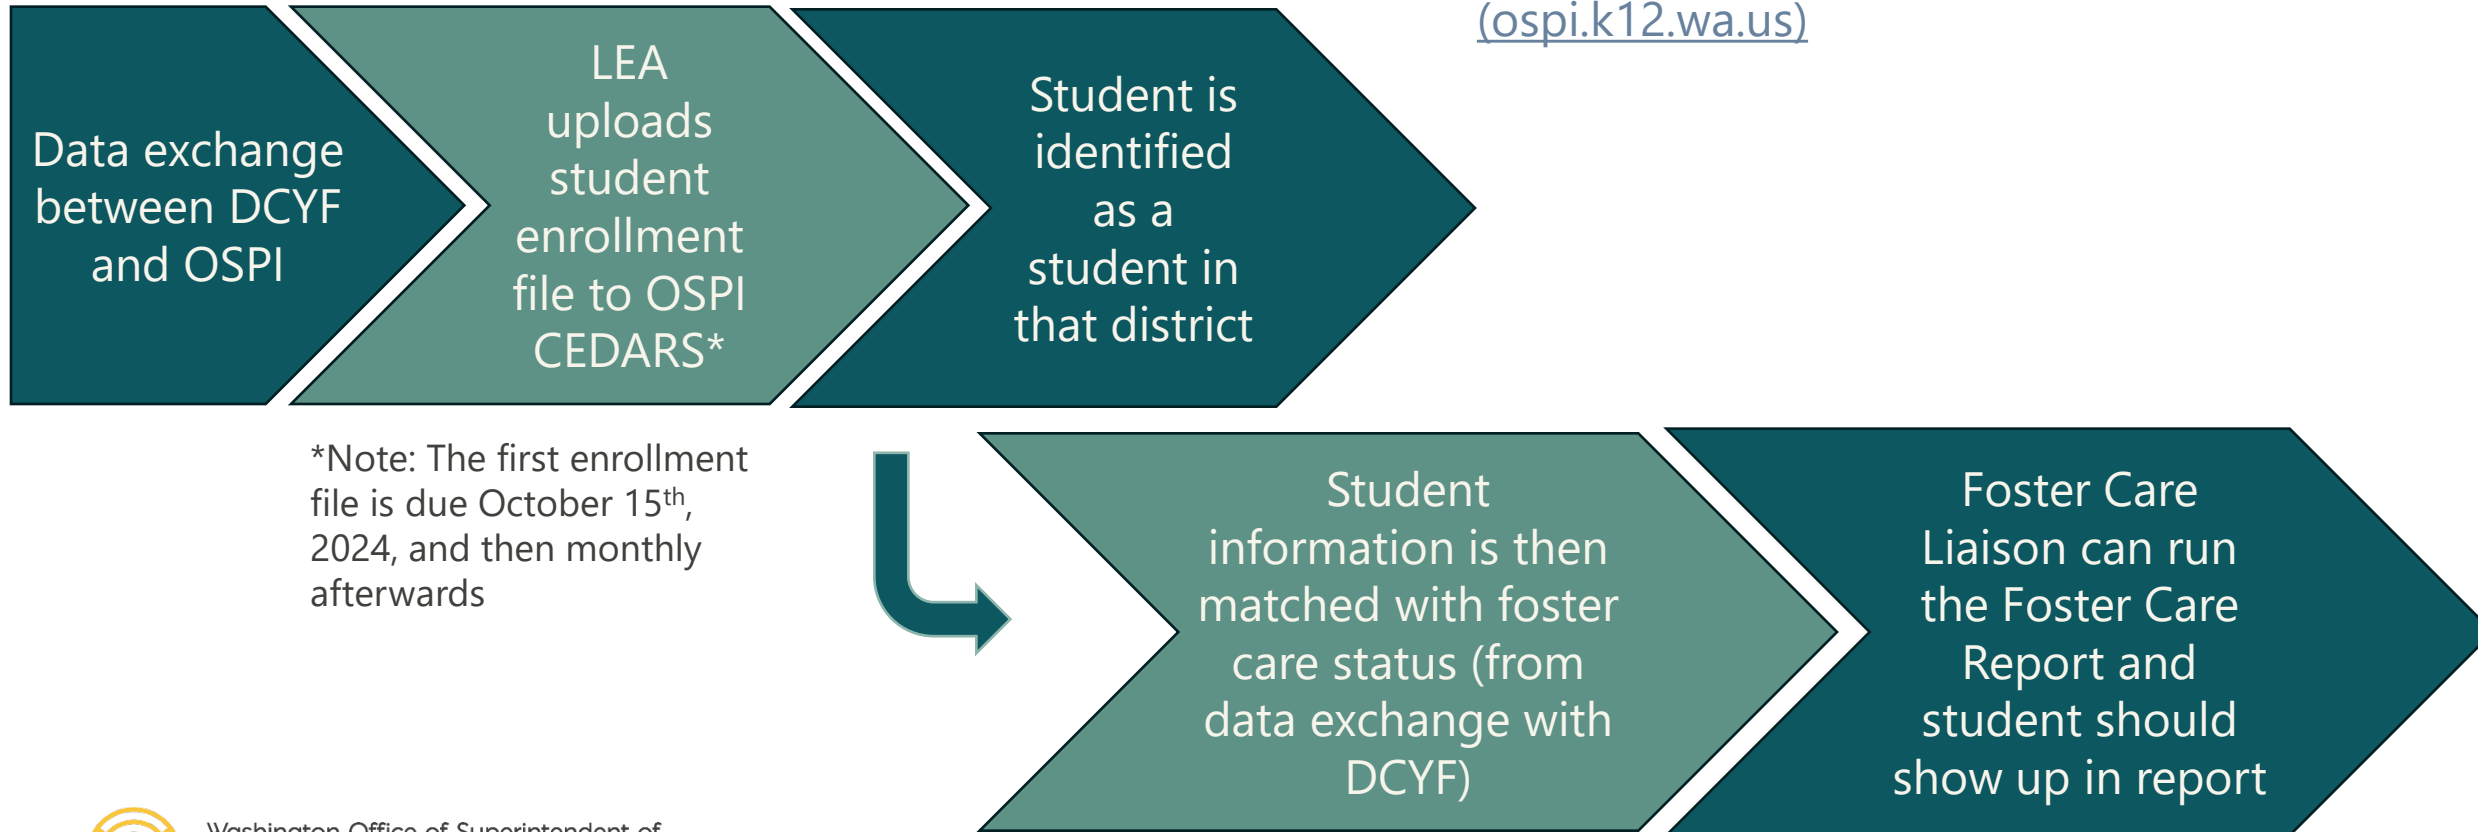 (ospi.k12.wa.us)
Data exchange
between DCYF
and OSPI
LEA
uploads
student
enrollment
file to OSPI
CEDARS*
Student is
identified
as a
student in
that district
*Note: The first enrollment
file is due October 15th,
2024, and then monthly
afterwards
Student
information is then
matched with foster
care status (from
data exchange with
DCYF)
Foster Care
Liaison can run
the Foster Care
Report and
student should
show up in report
Washington Office of Superintendent of